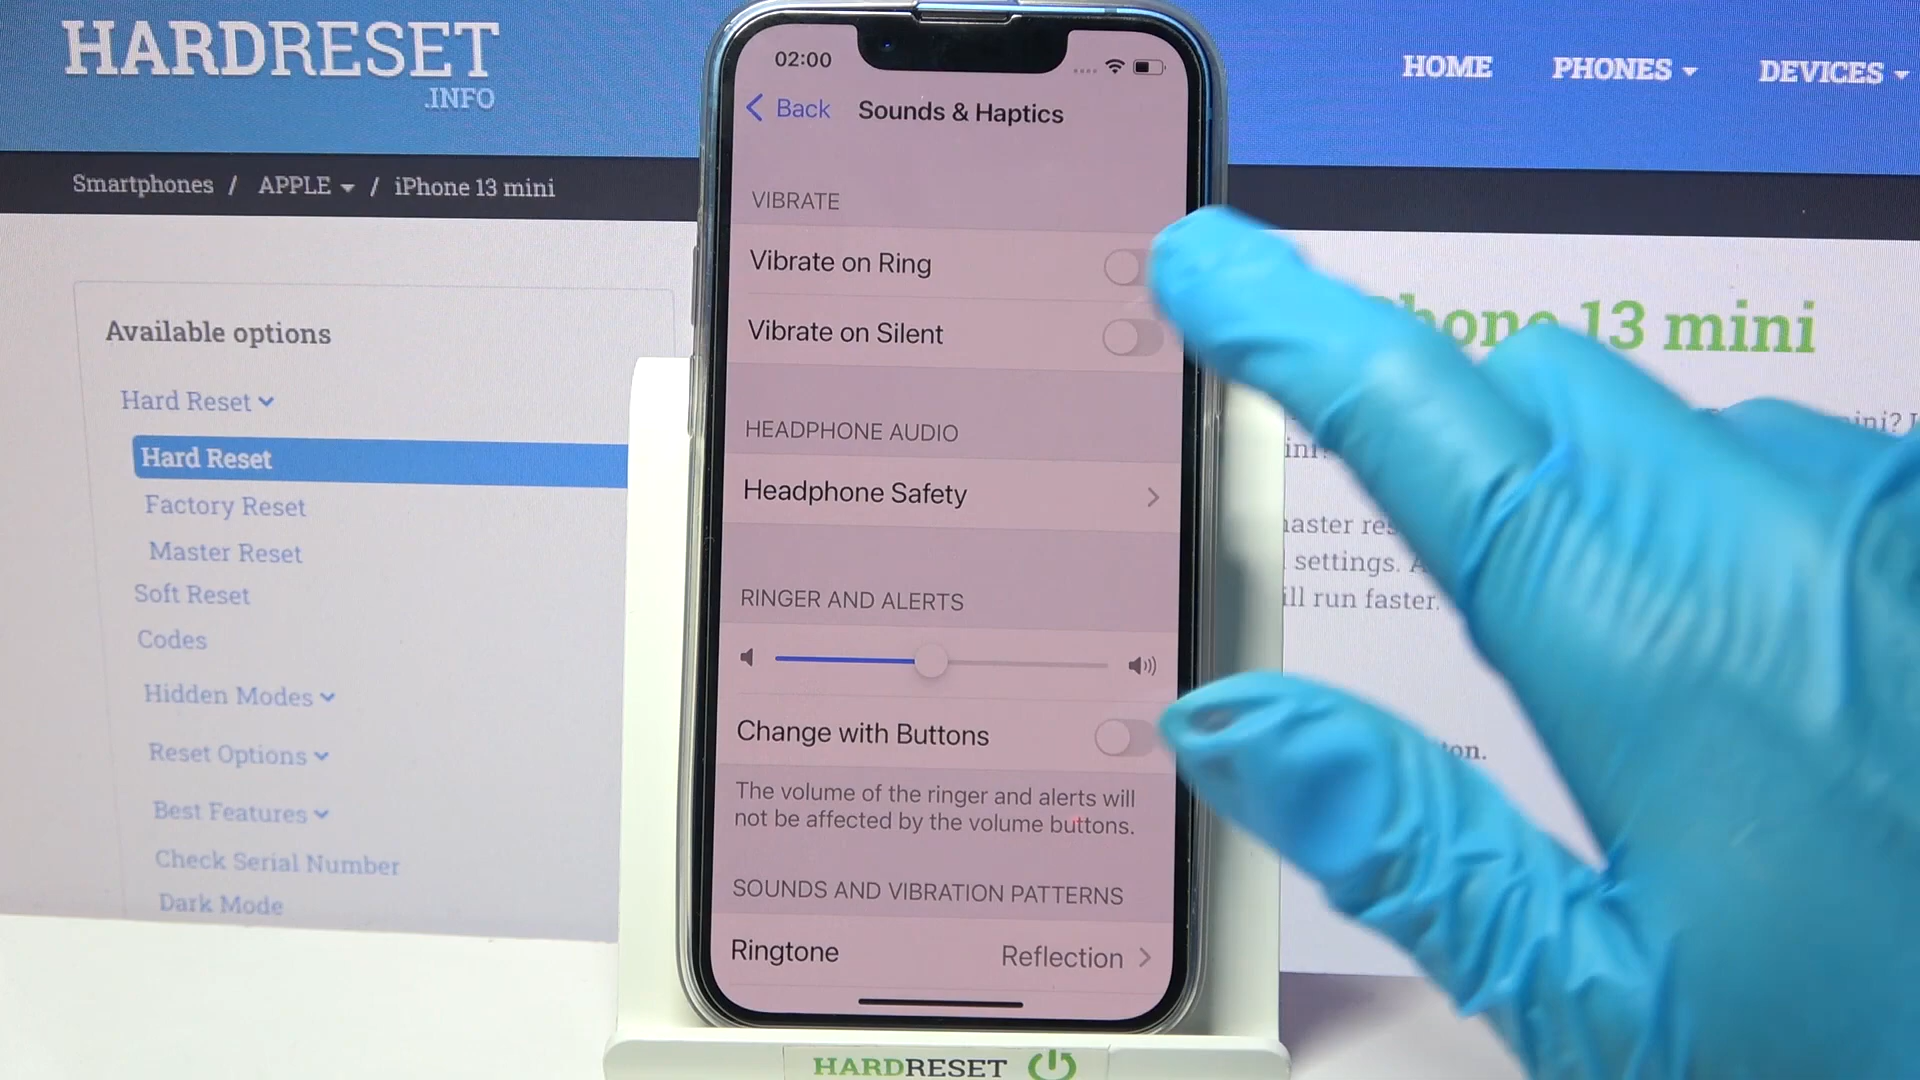 HARDRESET
.INFO
HOME PHONES DEVICES
Smartphones / APPLE / iPhone 13 mini
Available options
Hard Reset
Hard Reset
Factory Reset
Master Reset
Soft Reset
Codes
Hidden Modes
Reset Options
Best Features
Check Serial Number
Dark Mode
02:00
Back Sounds & Haptics
VIBRATE
Vibrate on Ring
Vibrate on Silent
HEADPHONE AUDIO
Headphone Safety
RINGER AND ALERTS
Change with Buttons
The volume of the ringer and alerts will
not be affected by the volume buttons.
SOUNDS AND VIBRATION PATTERNS
Ringtone Reflection
13 mini
settings.
run faster.
HARDRESET